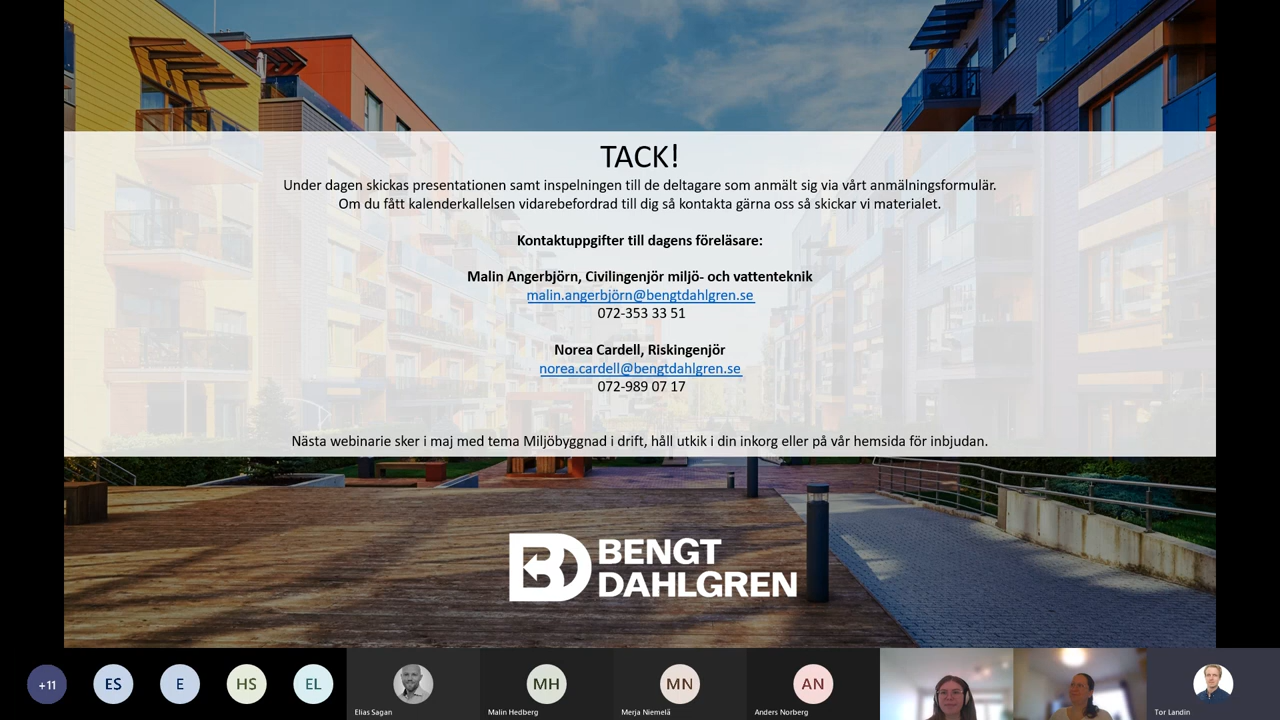 TACK!
Under dagen skickas presentationen samt inspelningen till de deltagare som anmält sig via vårt anmälningsformulär.
Om du fått kalenderkallelsen vidarebefordrad till dig så kontakta gärna oss så skickar vi materialet.
Kontaktuppgifter till dagens föreläsare:
Malin Angerbjörn, Civilingenjör miljö- och vattenteknik
malin.angerbjörn@bengtdahlgren.se
072-353 33 51
Norea Cardell, Riskingenjör
norea.cardell@bengtdahlgren.se
072-989 07 17
Nästa webinarie sker i maj med tema Miljöbyggnad i drift, håll utkik i din inkorg eller på vår hemsida för inbjudan.
BD BENGT
DAHLGREN
+11 ES E HS EL MH MN AN
Elias Sagan Malin Hedberg Merja Niemelä Anders Norberg Tor Landin